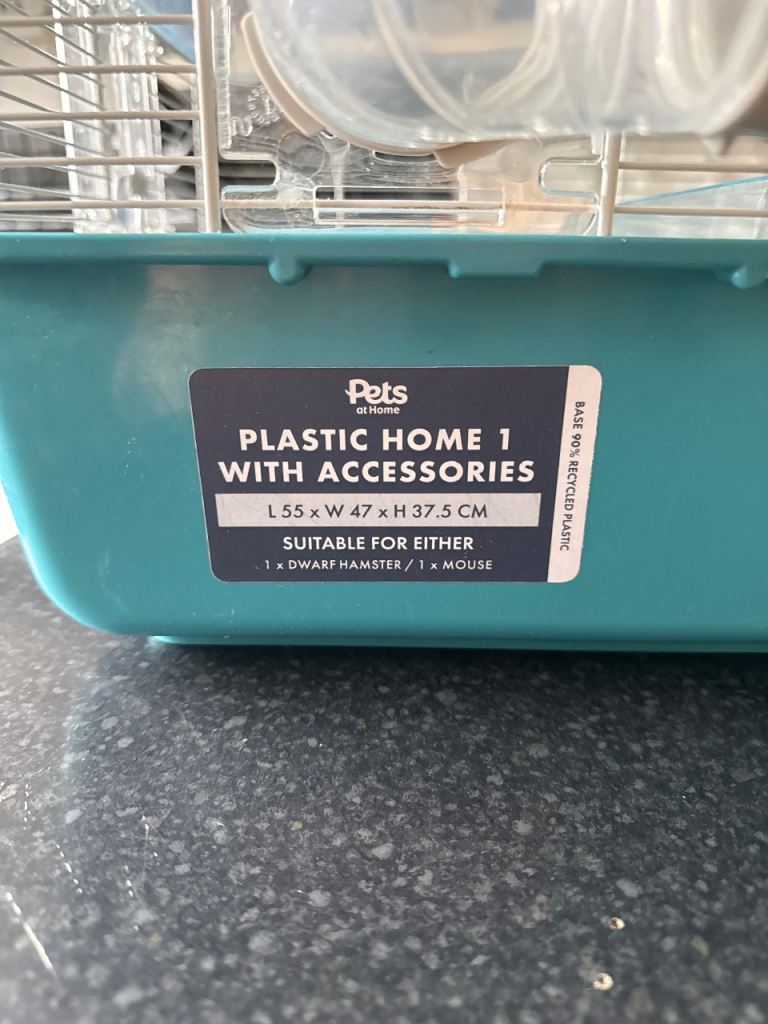 Pets
at Home
PLASTIC HOME 1
WITH ACCESSORIES
L 55 x W 47 x H 37.5 CM
SUITABLE FOR EITHER
1 x DWARF HAMSTER / 1 x MOUSE
BASE 90% RECYCLED PLASTIC